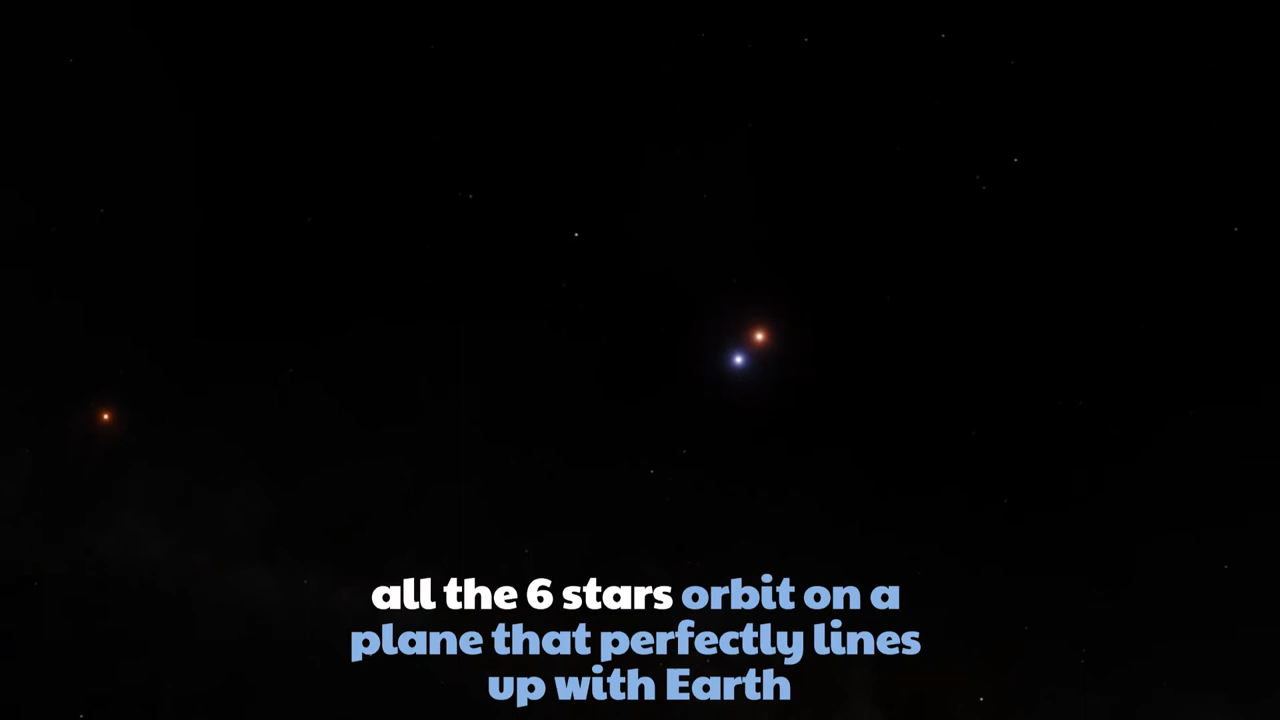 all the 6 stars orbit on a
plane that perfectly lines
up with Earth